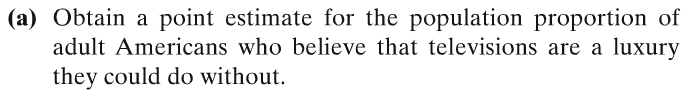 (a) Obtain a point estimate for the population proportion of
adult Americans who believe that televisions are a luxury
they could do without.